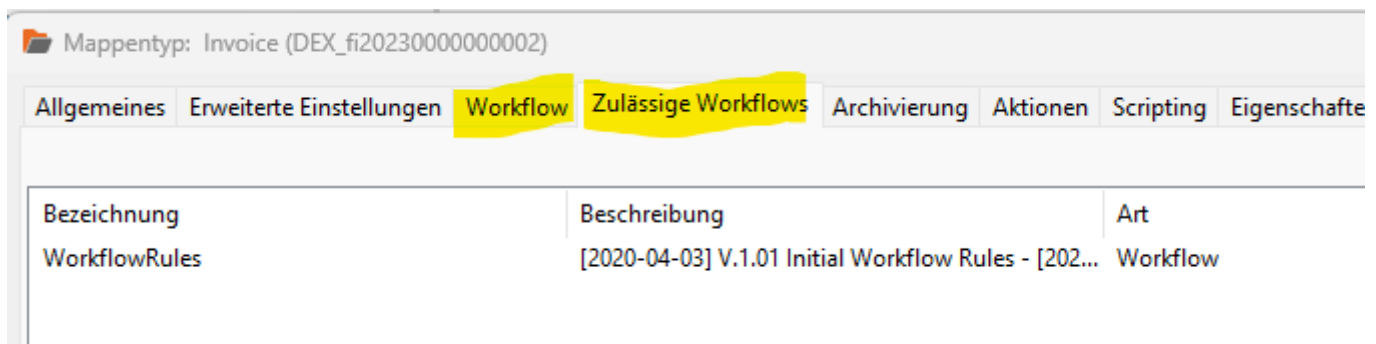 Mappentyp: Invoice (DEX_fi20230000000002)
Allgemeines Erweiterte Einstellungen Workflow Zulässige Workflows Archivierung Aktionen Scripting Eigenschafte
Bezeichnung Beschreibung Art
WorkflowRules [2020-04-03] V.1.01 Initial Workflow Rules - [202... Workflow